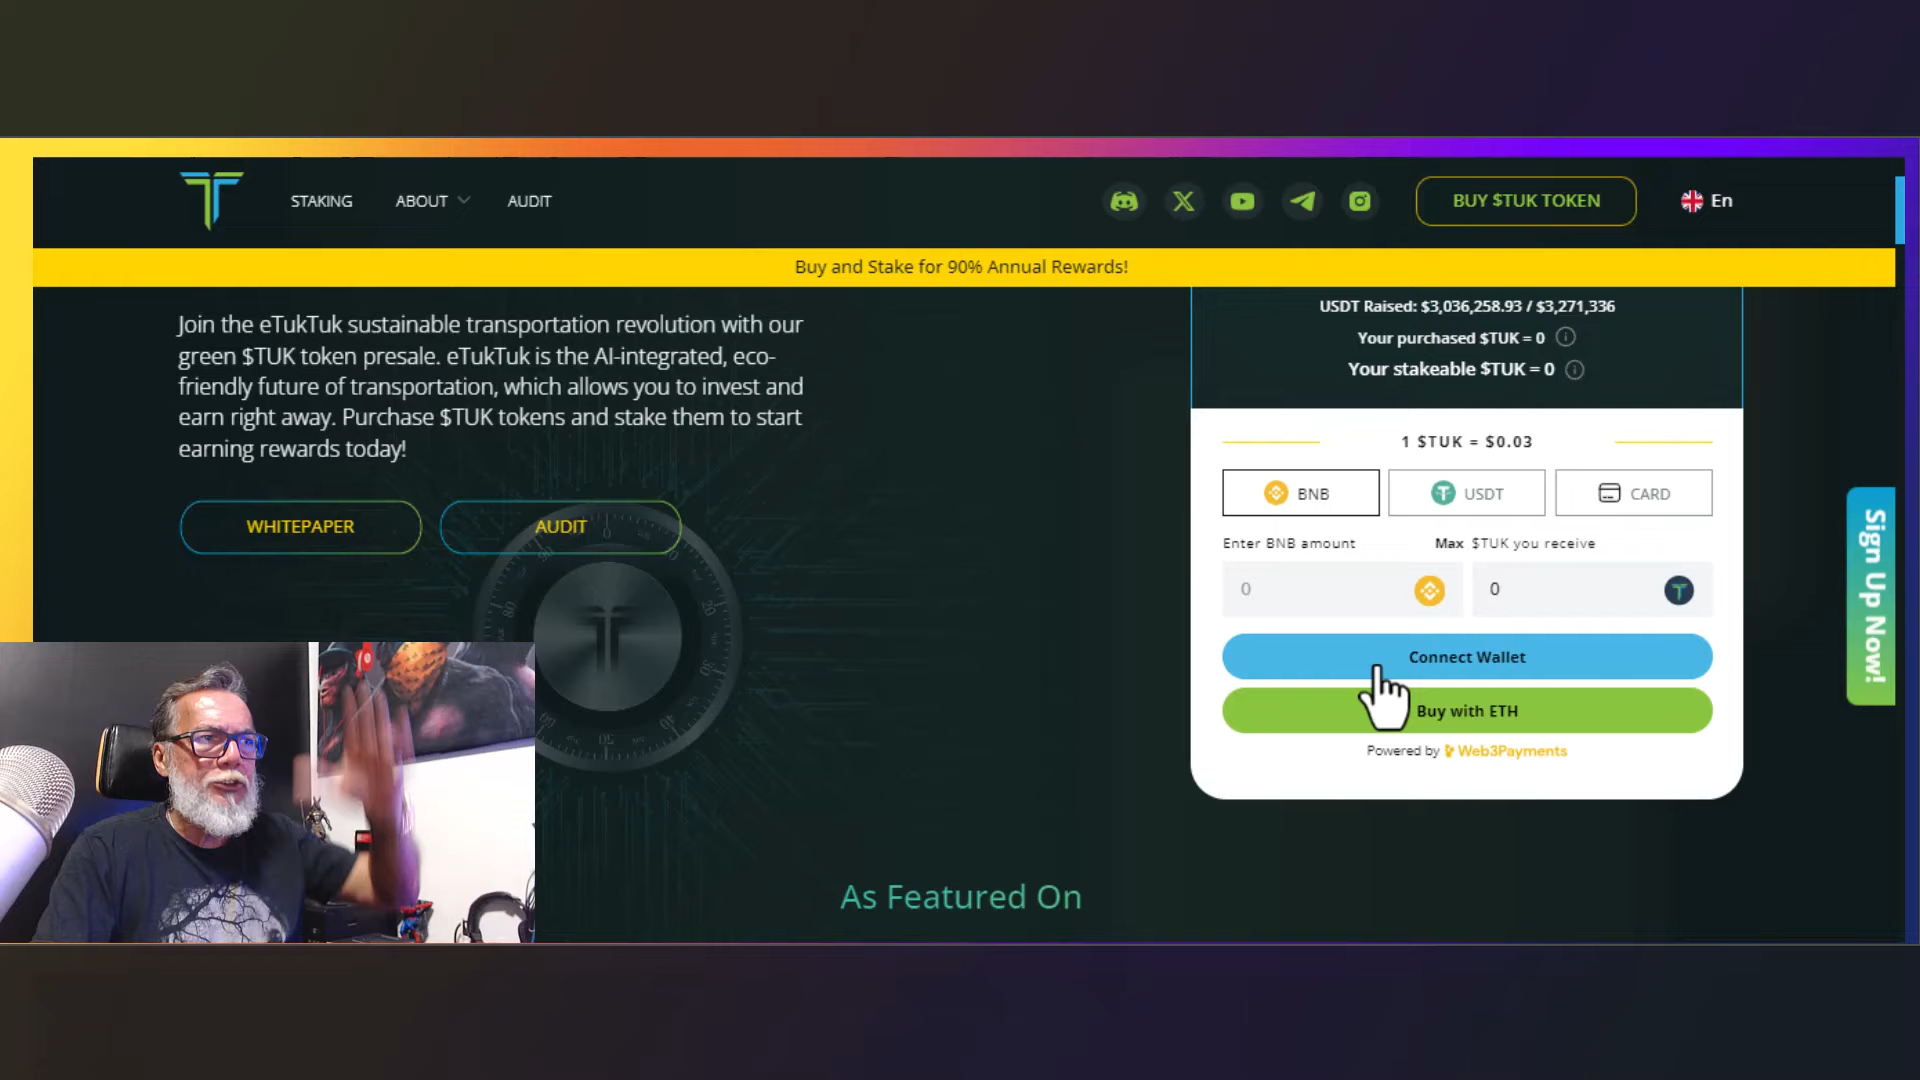 STAKING
ABOUT
AUDIT
BUY $TUK TOKEN
En
Buy and Stake for 90% Annual Rewards!
Join the eTukTuk sustainable transportation revolution with our
green $TUK token presale. eTukTuk is the AI-integrated, eco-
friendly future of transportation, which allows you to invest and
earn right away. Purchase $TUK tokens and stake them to start
earning rewards today!
WHITEPAPER
AUDIT
USDT Raised: $3,036,258.93 / $3,271,336
Your purchased $TUK = 0
Your stakeable $TUK = 0
1 $TUK = $0.03
BNB
USDT
CARD
Enter BNB amount
Max $TUK you receive
0
0
Connect Wallet
Buy with ETH
Powered by Web3Payments
Sign Up Now!
As Featured On